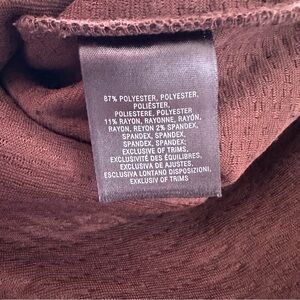 87% POLYESTER, POLYESTER,
POLIÉSTER,
POLIESTERE, POLYESTER
11% RAYON, RAYONNE, RAYÓN,
RAYON, REYON 2% SPANDEX,
SPANDEX, SPANDEX,
SPANDEX, SPANDEX;
EXCLUSIVE OF TRIMS,
EXCLUSIVITÉ DES ÉQUILIBRES,
EXCLUSIVA DE AJUSTES,
ESCLUSIVA LONTANO DISPOSIZIONI,
EXKLUSIV OF TRIMS